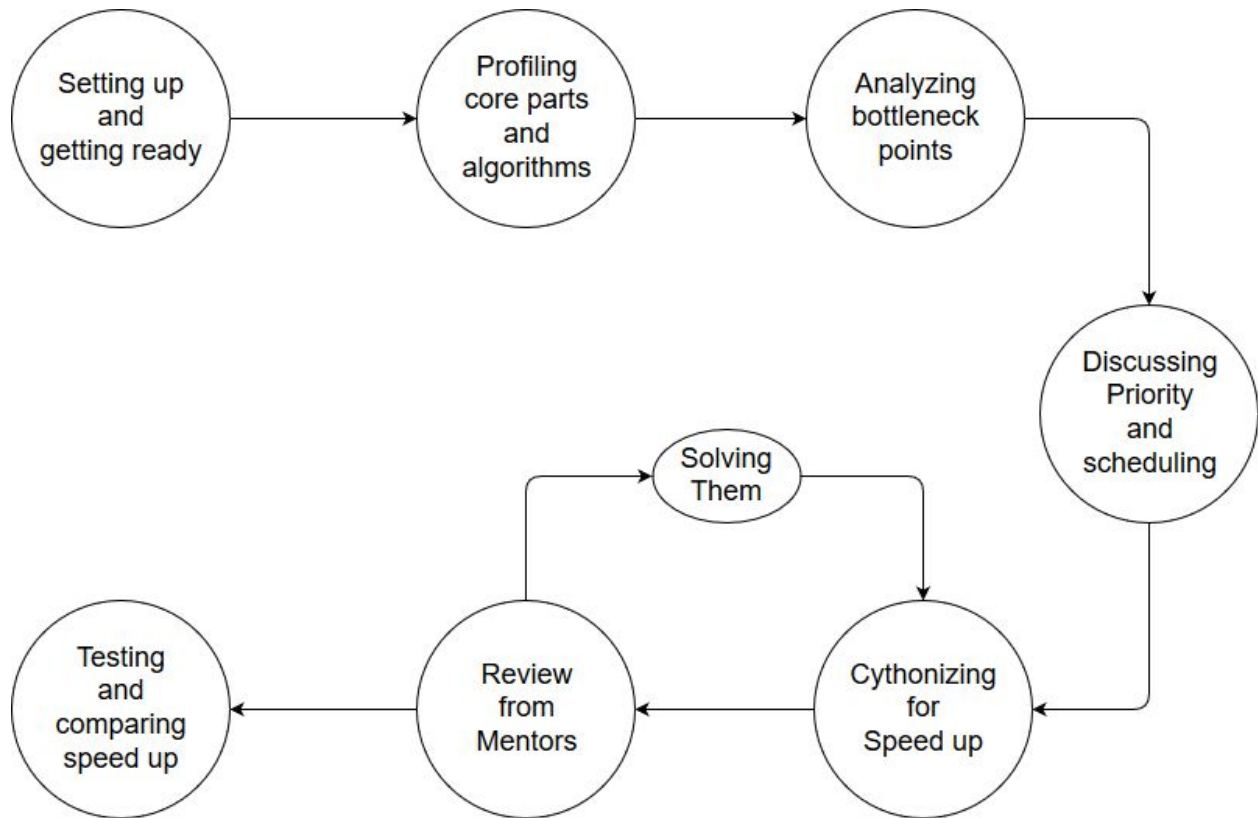 Setting up
and
getting ready
Profiling
core parts
and
algorithms
Analyzing
bottleneck
points
Discussing
Priority
and
scheduling
Solving
Them
Cythonizing
for
Speed up
Review
from
Mentors
Testing
and
comparing
speed up